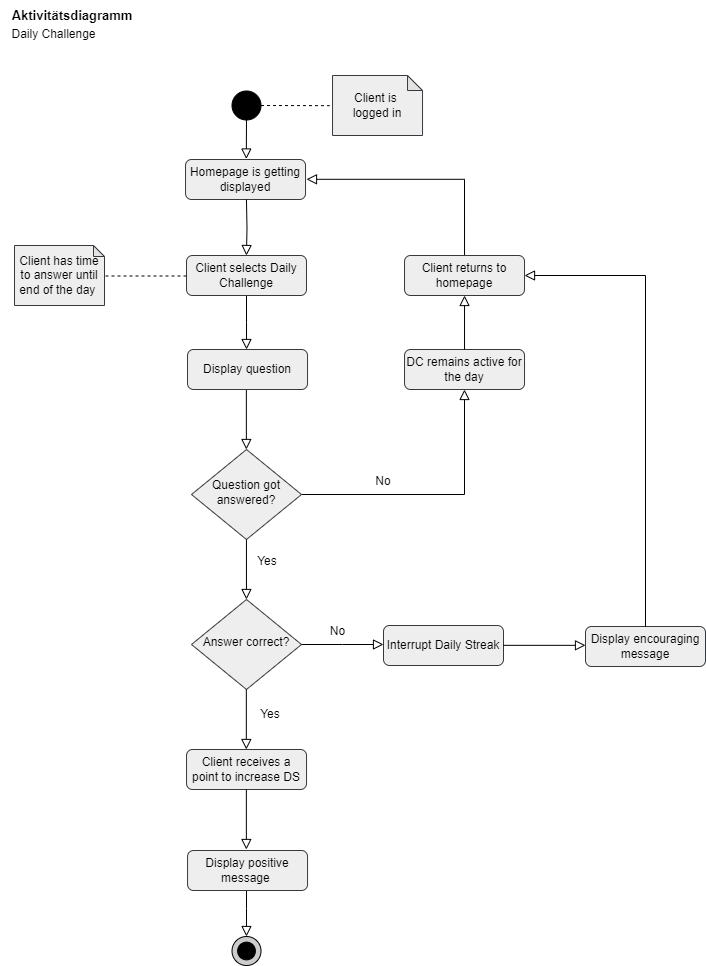 Aktivitätsdiagramm
Daily Challenge
Client is
logged in
Homepage is getting
displayed
Client has time
to answer until
end of the day
Client selects Daily
Challenge
Client returns to
homepage
Display question
DC remains active for
the day
Question got
answered?
No
Yes
Answer correct?
No
Interrupt Daily Streak
Display encouraging
message
Yes
Client receives a
point to increase DS
Display positive
message